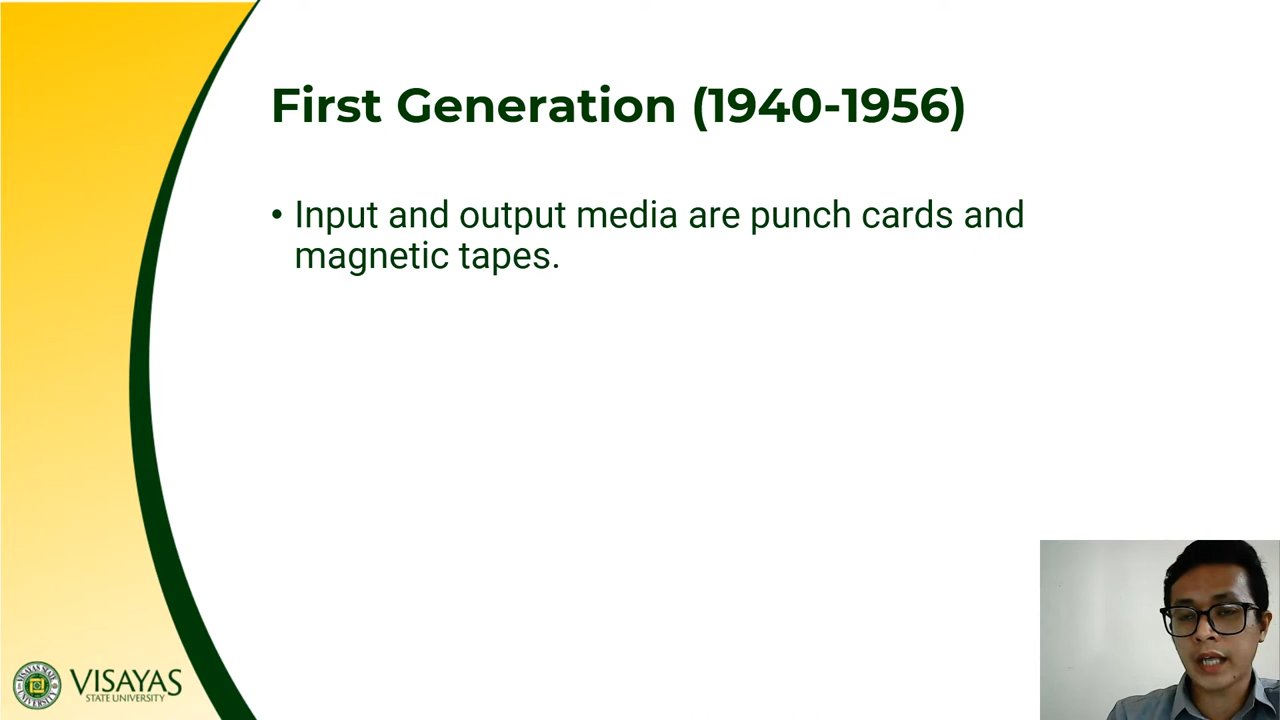 First Generation (1940-1956)
• Input and output media are punch cards and
magnetic tapes.
VISAYAS
STATE UNIVERSITY